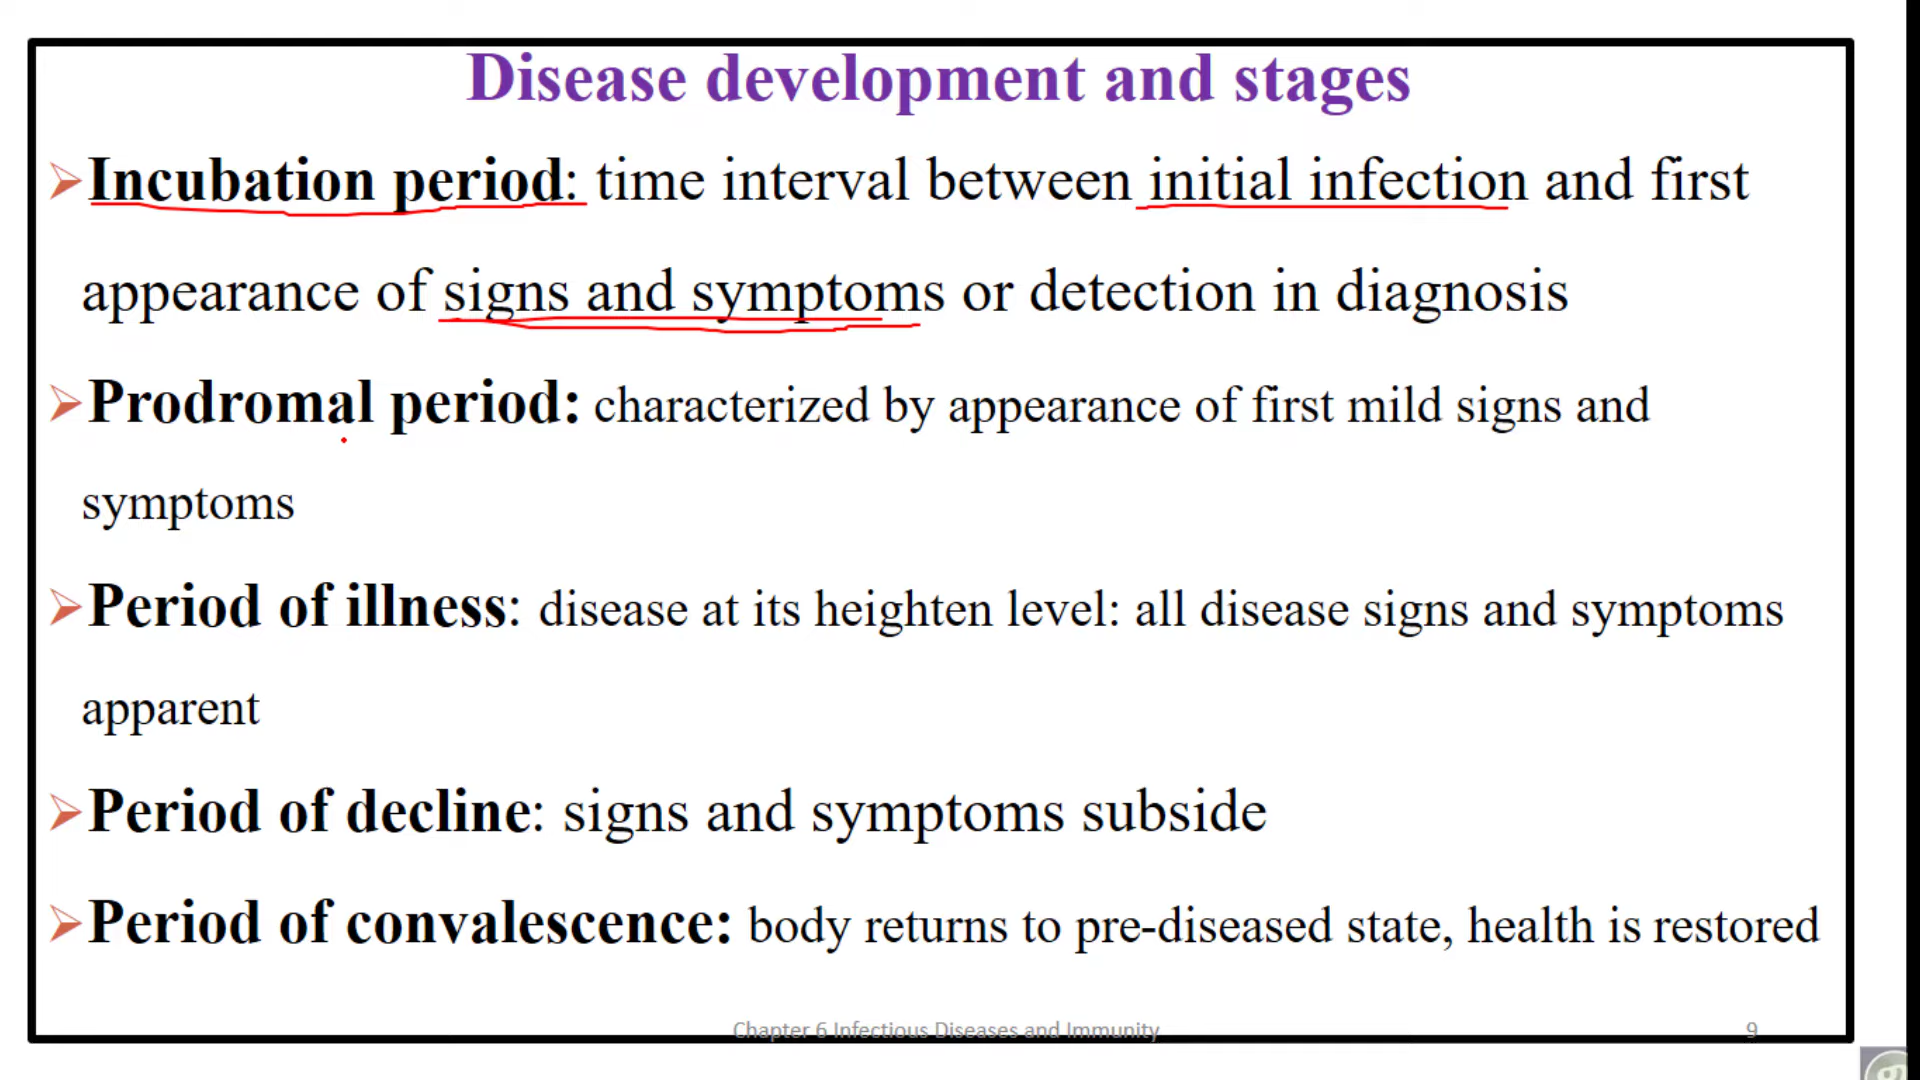 Disease development and stages
➢Incubation period: time interval between initial infection and first
appearance of signs and symptoms or detection in diagnosis
➢Prodromal period: characterized by appearance of first mild signs and
symptoms
➢Period of illness: disease at its heighten level: all disease signs and symptoms
apparent
➢Period of decline: signs and symptoms subside
➢Period of convalescence: body returns to pre-diseased state, health is restored
Chapter 6 Infectious Diseases and Immunity 9